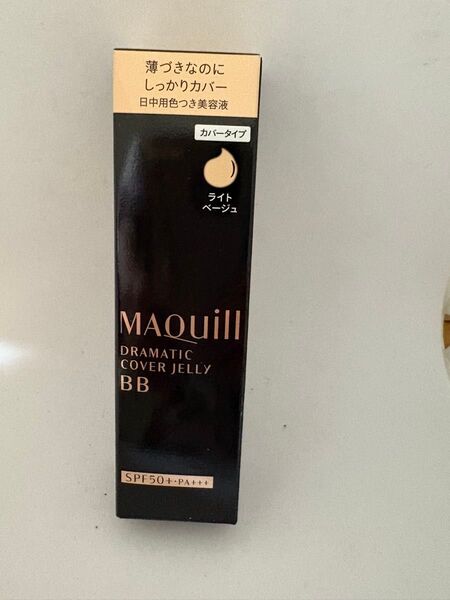 薄づきなのに
しっかりカバー
日中用色つき美容液
カバータイプ
ライト
ベージュ
MAQuill
DRAMATIC
COVER JELLY
BB
SPF50+・PA+++